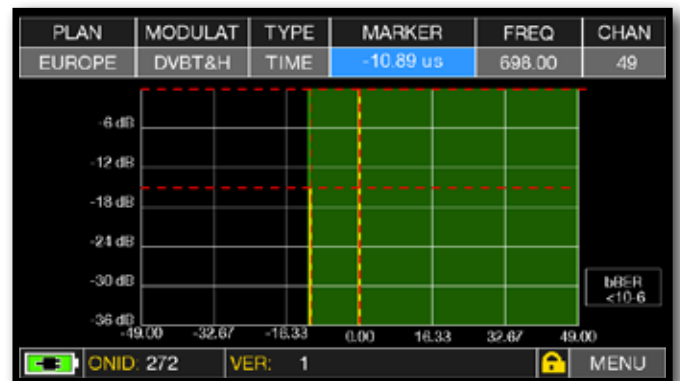 PLAN MODULAT TYPE MARKER FREQ CHAN
EUROPE DVBT&H TIME -10.89 us 698.00 49
-6 dB
-12 dB
-18 dB
-24 dB
-30 dB
-36 dB
-49.00 -32.67 -16.33 0.00 16.33 32.67 49.00
bBER
<10-6
ONID: 272 VER: 1 MENU